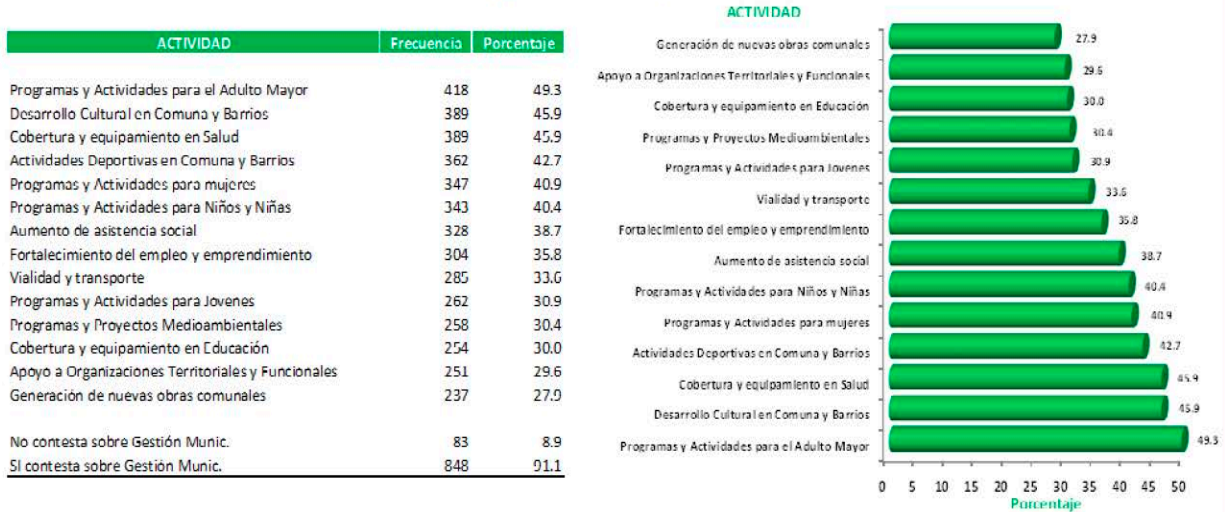 ACTIVIDAD Frecuencia Porcentaje
Programas y Actividades para el Adulto Mayor 418 49.3
Desarrollo Cultural en Comuna y Barrios 389 45.9
Cobertura y equipamiento en Salud 389 45.9
Actividades Deportivas en Comuna y Barrios 362 42.7
Programas y Actividades para mujeres 347 40.9
Programas y Actividades para Niños y Niñas 343 40.4
Aumento de asistencia social 328 38.7
Fortalecimiento del empleo y emprendimiento 304 35.8
Vialidad y transporte 285 33.6
Programas y Actividades para Jovenes 262 30.9
Programas y Proyectos Medioambientales 258 30.4
Cobertura y equipamiento en Educación 254 30.0
Apoyo a Organizaciones Territoriales y Funcionales 251 29.6
Generación de nuevas obras comunales 237 27.9
No contesta sobre Gestión Munic. 83 8.9
SI contesta sobre Gestión Munic. 848 91.1
ACTIVIDAD
Generación de nuevas obras comunales 27.9
Apoyo a Organizaciones Territoriales y Funcionales 29.6
Cobertura y equipamiento en Educación 30.0
Programas y Proyectos Medioambientales 30.4
Programas y Actividades para Jovenes 30.9
Vialidad y transporte 33.6
Fortalecimiento del empleo y emprendimiento 35.8
Aumento de asistencia social 38.7
Programas y Actividades para Niños y Niñas 40.4
Programas y Actividades para mujeres 40.9
Actividades Deportivas en Comuna y Barrios 42.7
Cobertura y equipamiento en Salud 45.9
Desarrollo Cultural en Comuna y Barrios 45.9
Programas y Actividades para el Adulto Mayor 49.3
0 5 10 15 20 25 30 35 40 45 50
Porcentaje